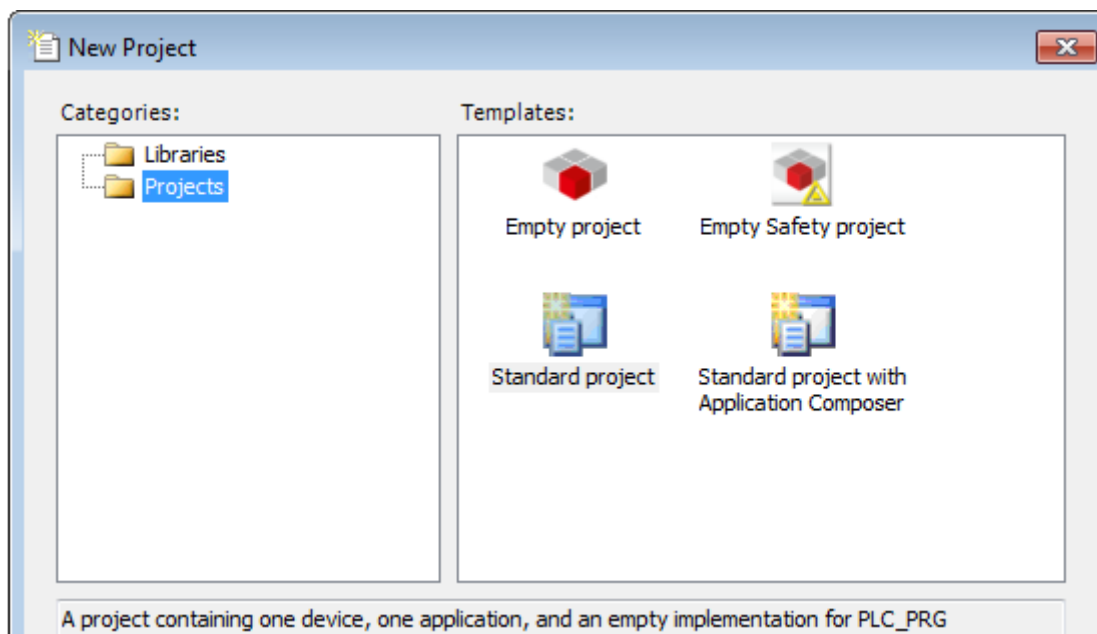 New Project
Categories:
Templates:
Libraries
Projects
Empty project
Empty Safety project
Standard project
Standard project with
Application Composer
A project containing one device, one application, and an empty implementation for PLC_PRG